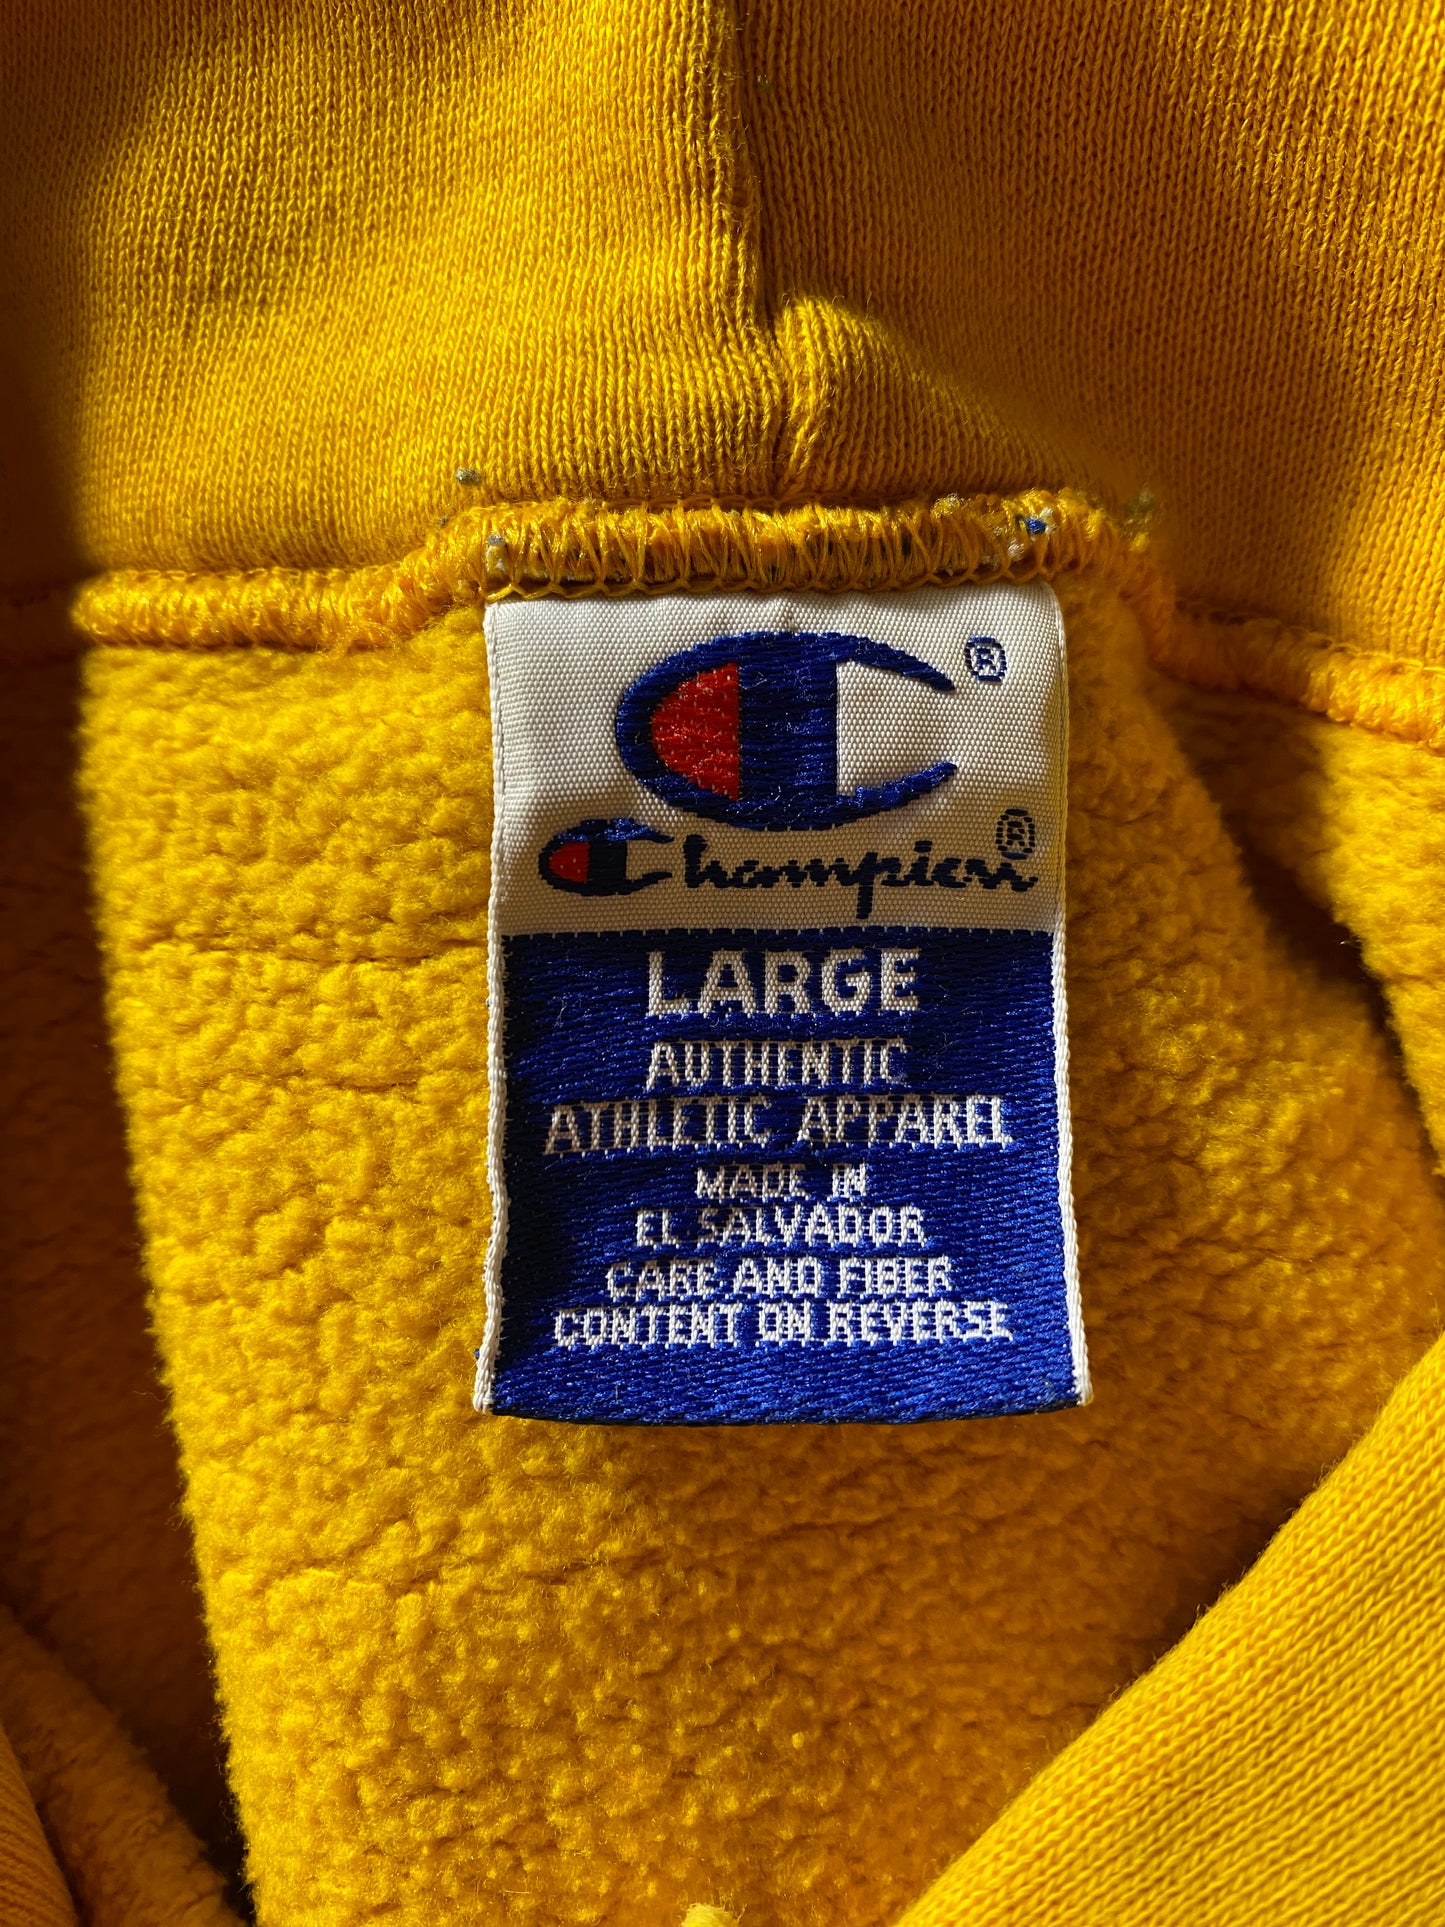 ®
Champion®
LARGE
AUTHENTIC
ATHLETIC APPAREL
MADE IN
EL SALVADOR
CARE AND FIBER
CONTENT ON REVERSE